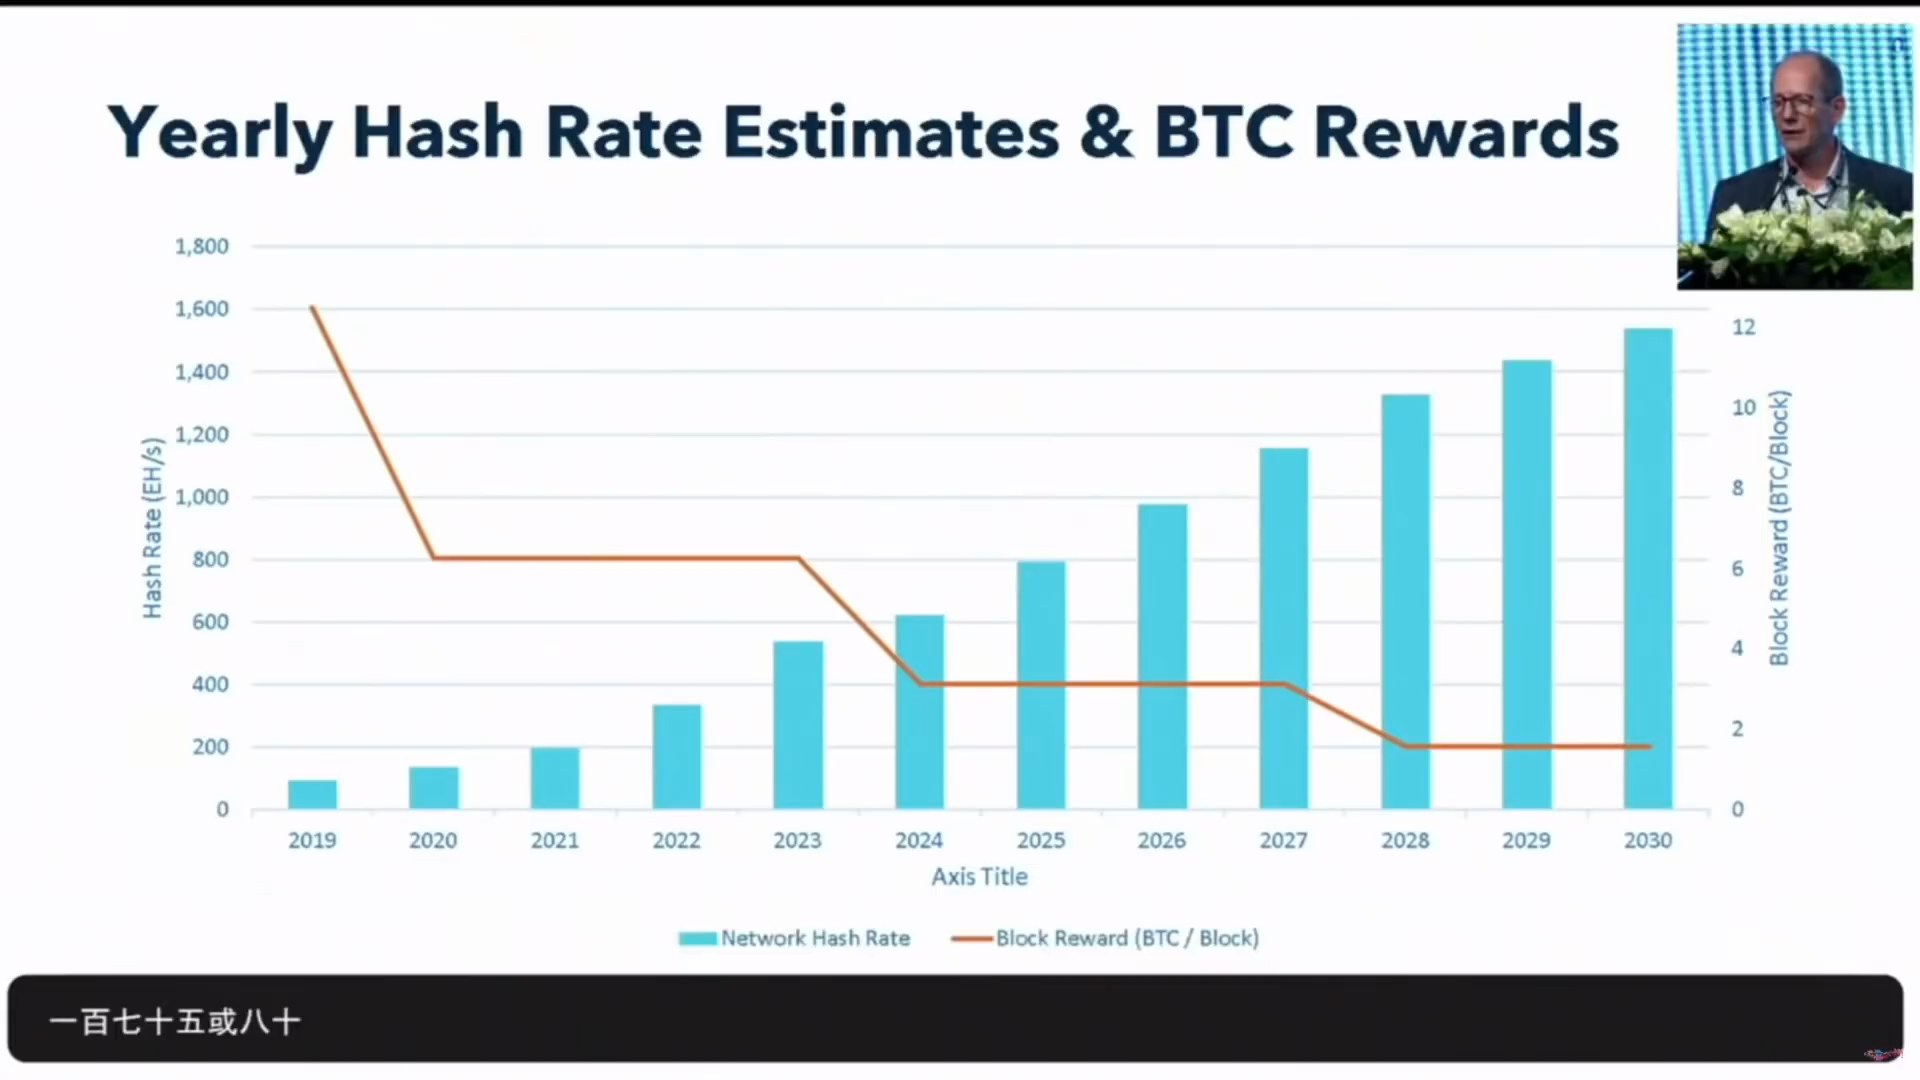 Yearly Hash Rate Estimates & BTC Rewards
1,800
1,600
1,400
1,200
1,000
800
600
400
200
0
Hash Rate (EH/s)
12
10
8
6
4
2
0
Block Reward (BTC/Block)
2019 2020 2021 2022 2023 2024 2025 2026 2027 2028 2029 2030
Axis Title
Network Hash Rate Block Reward (BTC / Block)
一百七十五或八十